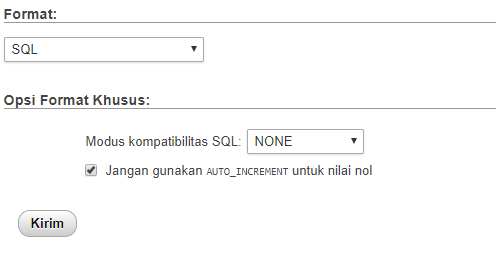 Format:
SQL
Opsi Format Khusus:
Modus kompatibilitas SQL: NONE
Jangan gunakan AUTO_INCREMENT untuk nilai nol
Kirim